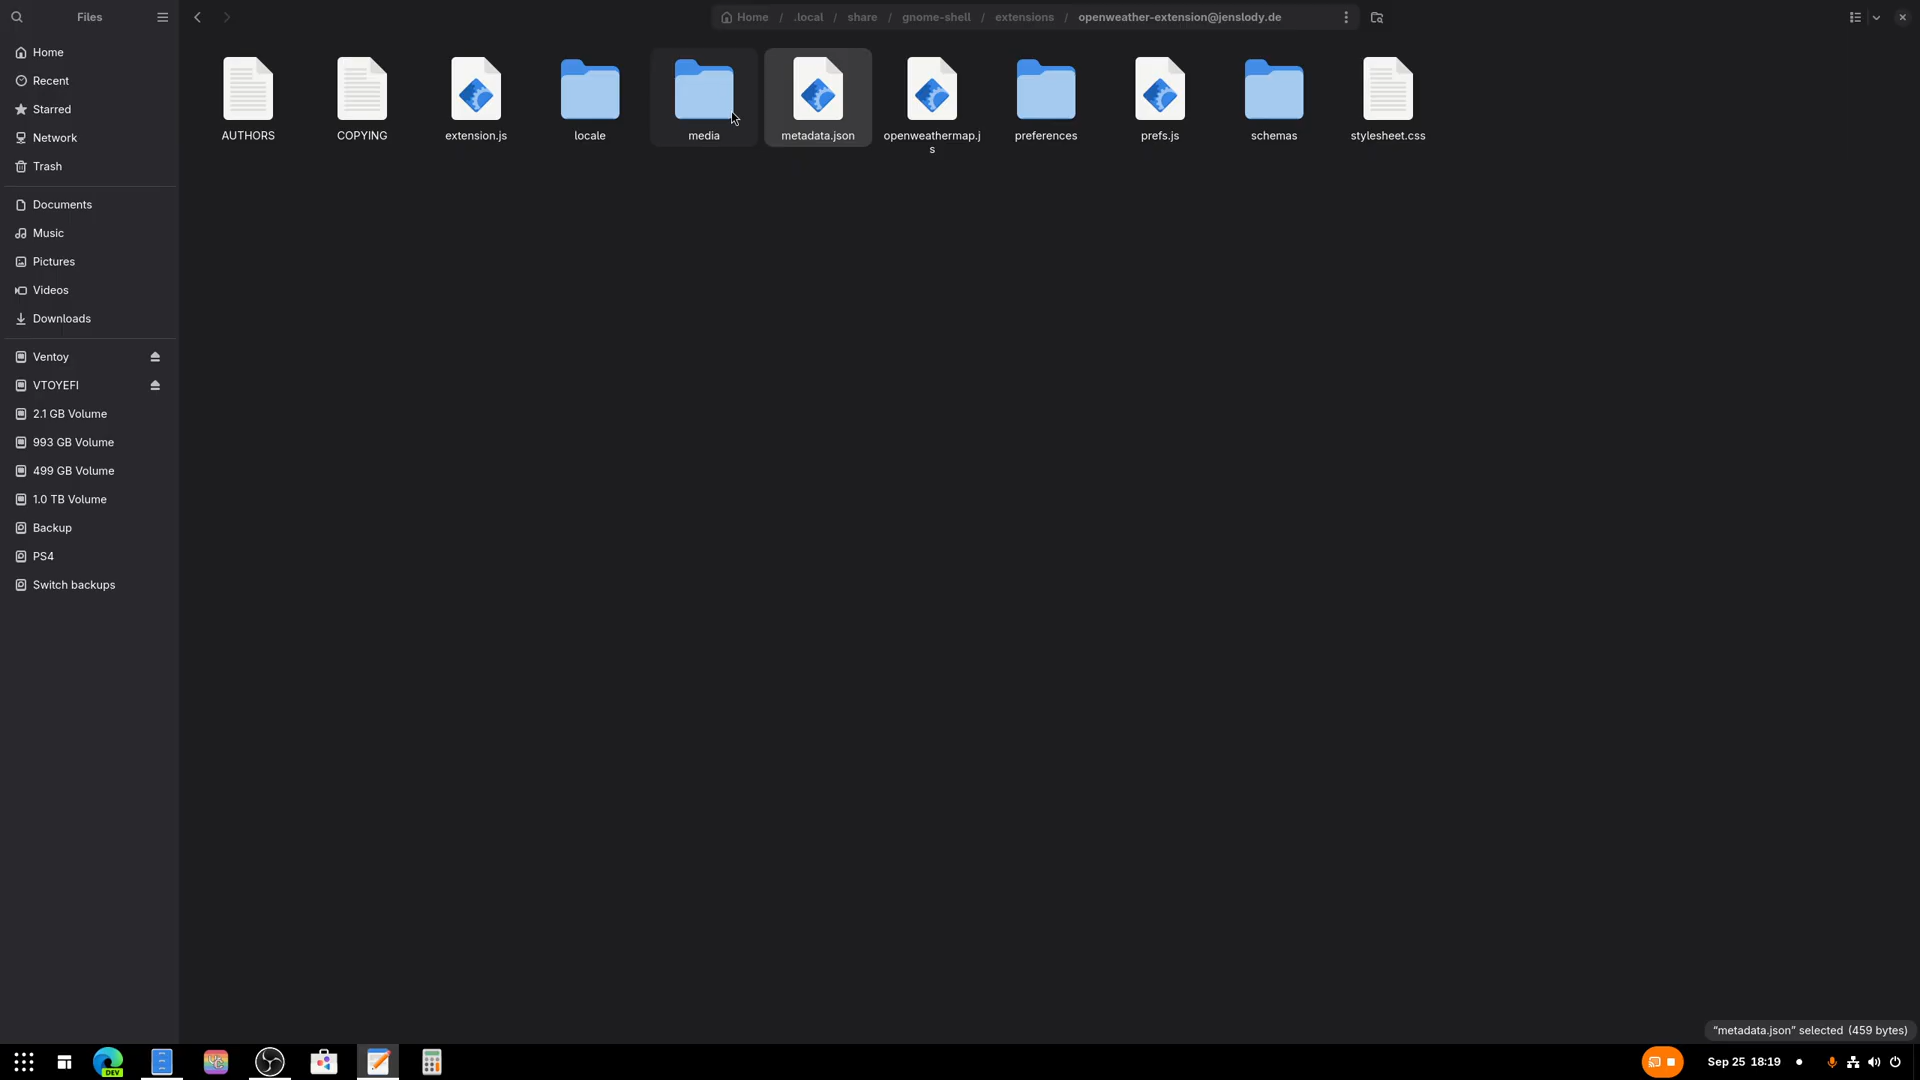 Files
Home / .local / share / gnome-shell / extensions / openweather-extension@jenslody.de
Home
Recent
Starred
Network
Trash
Documents
Music
Pictures
Videos
Downloads
Ventoy
VTOYEFI
2.1 GB Volume
993 GB Volume
499 GB Volume
1.0 TB Volume
Backup
PS4
Switch backups
AUTHORS
COPYING
extension.js
locale
media
metadata.json
openweathermap.j
s
preferences
prefs.js
schemas
stylesheet.css
“metadata.json” selected (459 bytes)
DEV
Sep 25 18:19